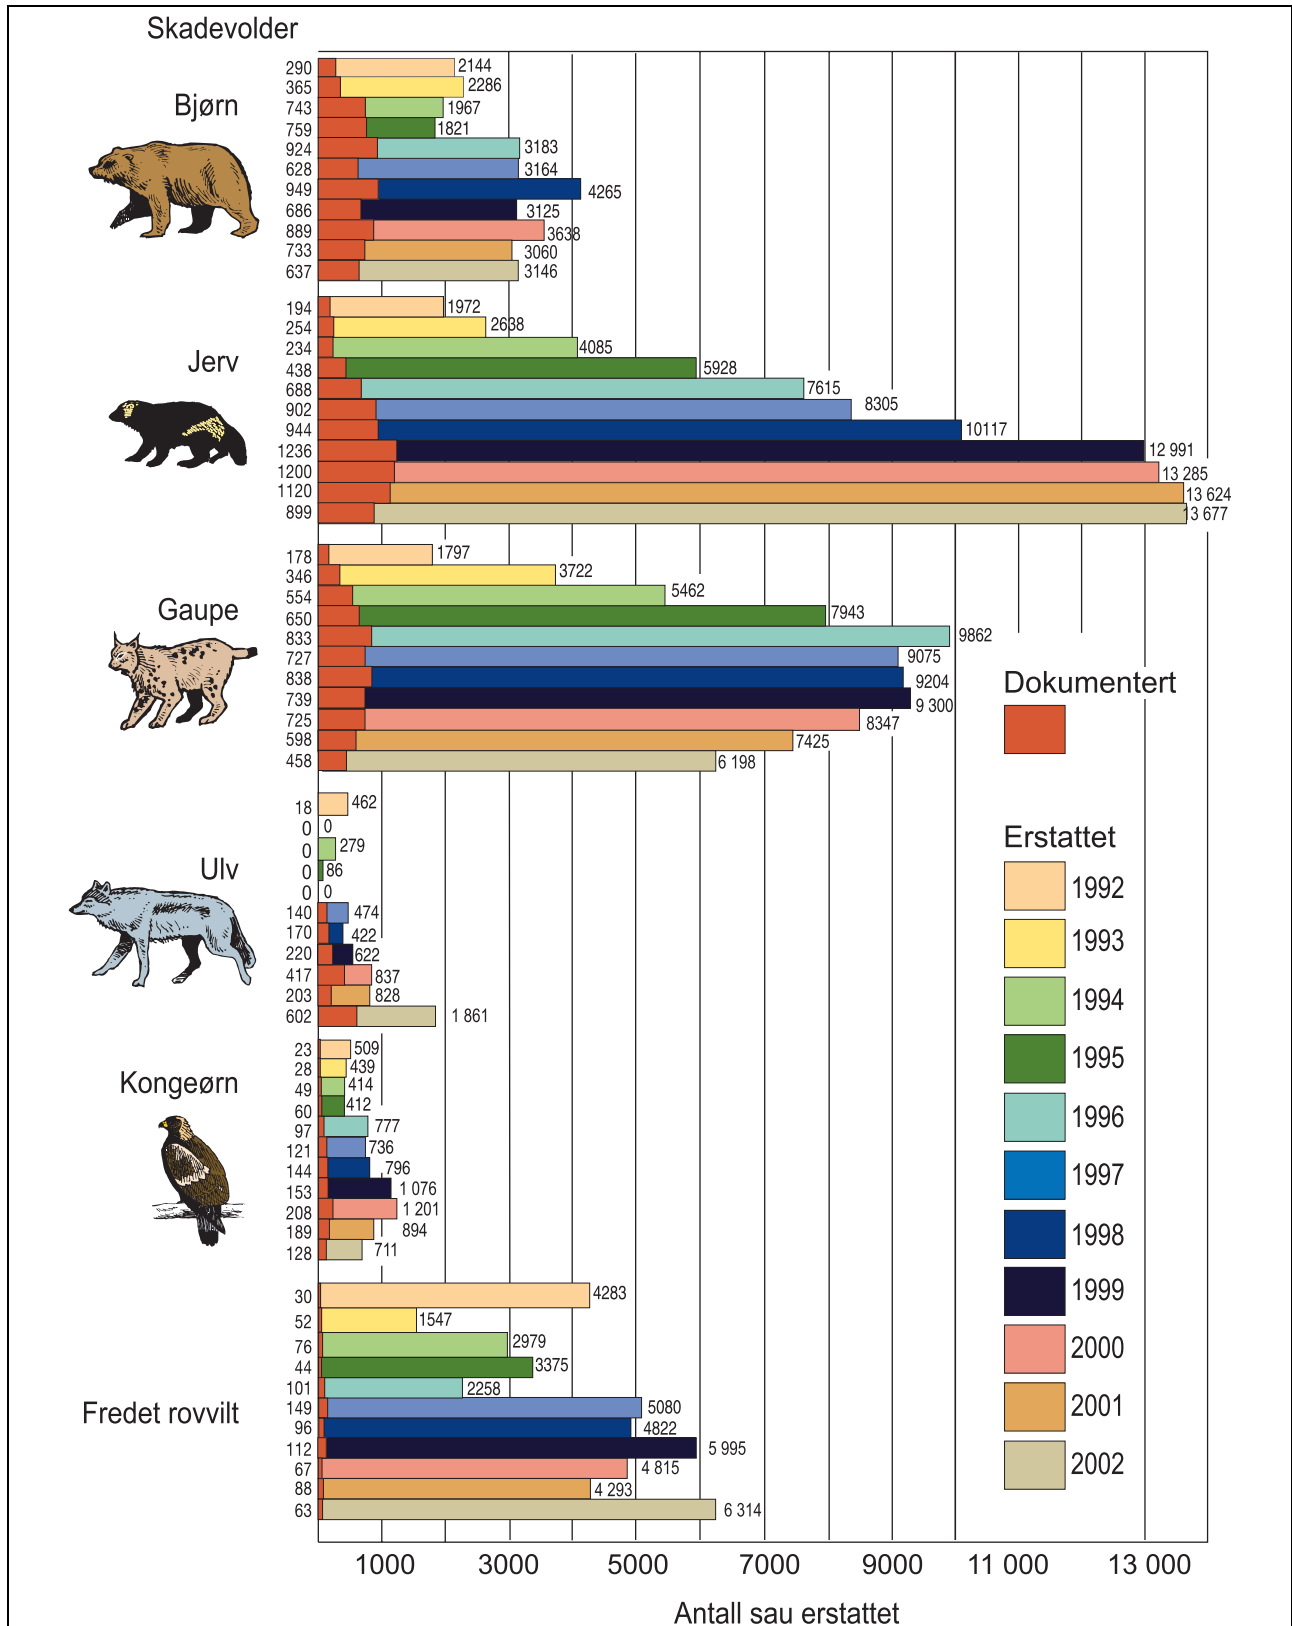 Skadevolder
Bjørn
290 2144
365 2286
743 1967
759 1821
924 3183
628 3164
949 4265
686 3125
889 3638
733 3060
637 3146
Jerv
194 1972
254 2638
234 4085
438 5928
688 7615
902 8305
944 10117
1236 12 991
1200 13 285
1120 13 624
899 13 677
Gaupe
178 1797
346 3722
554 5462
650 7943
833 9862
727 9075
838 9204
739 9 300
725 8347
598 7425
458 6 198
Ulv
18 462
0 0
0 279
0 86
0 0
140 474
170 422
220 622
417 837
203 828
602 1 861
Kongeørn
23 509
28 439
49 414
60 412
97 777
121 736
144 796
153 1 076
208 1 201
189 894
128 711
Fredet rovvilt
30 4283
52 1547
76 2979
44 3375
101 2258
149 5080
96 4822
112 5 995
67 4 815
88 4 293
63 6 314
Dokumentert
Erstattet
1992
1993
1994
1995
1996
1997
1998
1999
2000
2001
2002
1000 3000 5000 7000 9000 11 000 13 000
Antall sau erstattet